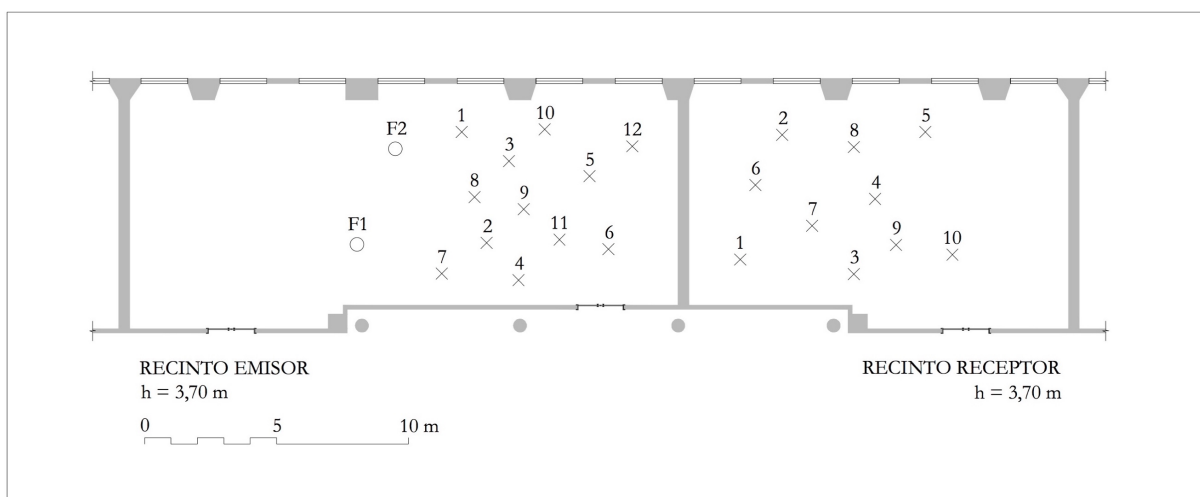 1 10 2 5
F2 12 8
3
5 6
8 4
9
F1 11 7
2 6 9 10
7 4 1 3
RECINTO EMISOR RECINTO RECEPTOR
h = 3,70 m h = 3,70 m
0 5 10 m